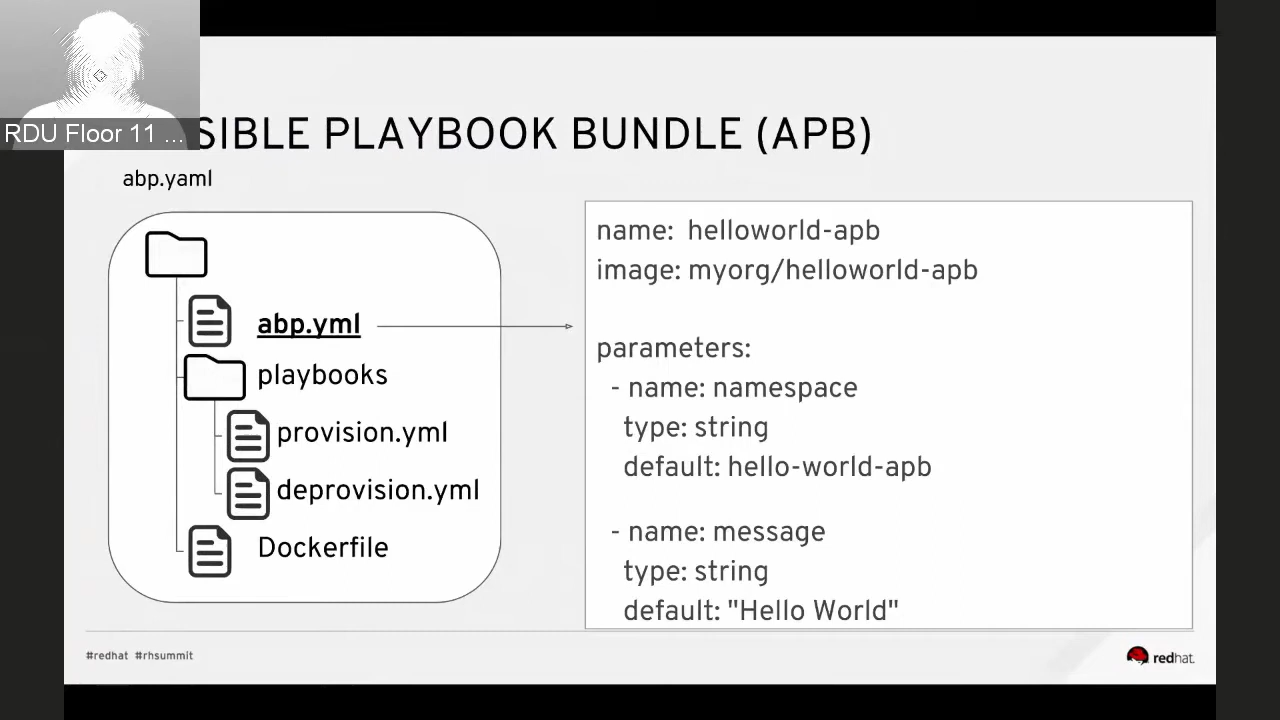 RDU Floor 11 ...
SIBLE PLAYBOOK BUNDLE (APB)
abp.yaml
abp.yml
playbooks
provision.yml
deprovision.yml
Dockerfile
name: helloworld-apb
image: myorg/helloworld-apb
parameters:
- name: namespace
type: string
default: hello-world-apb
- name: message
type: string
default: "Hello World"
#redhat #rhsummit
redhat.